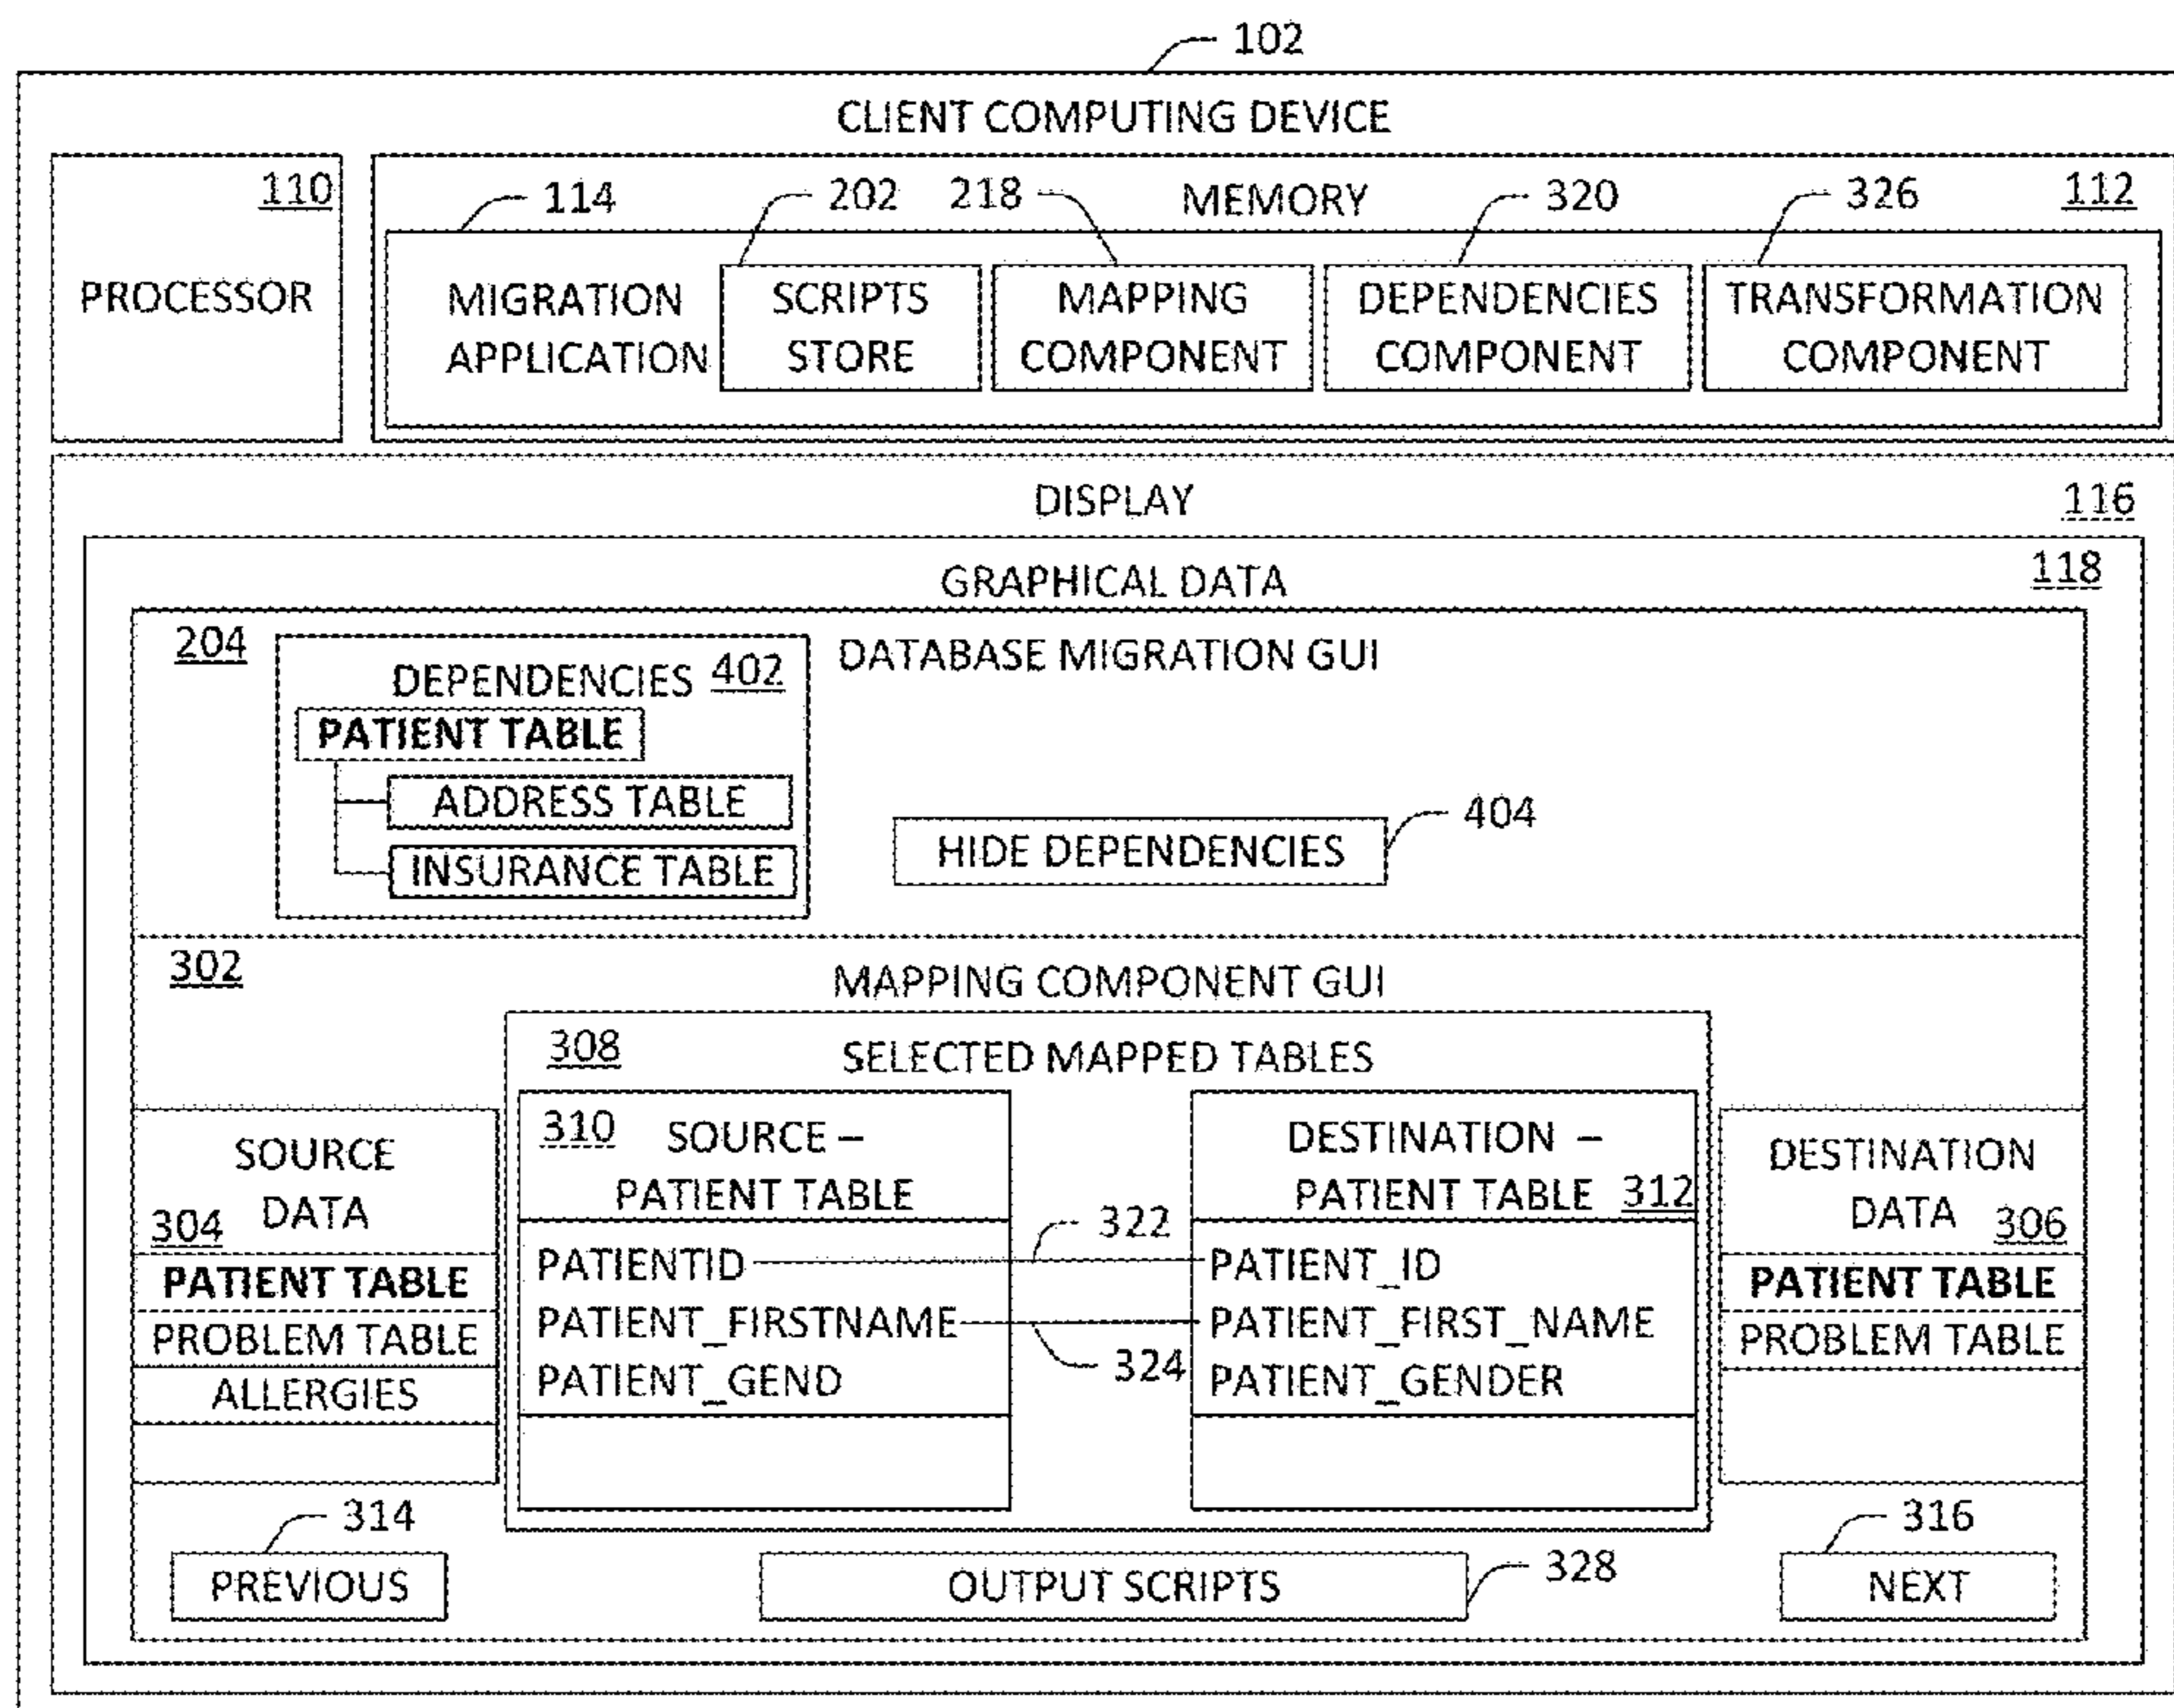 102
CLIENT COMPUTING DEVICE
110
PROCESSOR
114
202
218
MEMORY
320
326
112
MIGRATION
APPLICATION
SCRIPTS
STORE
MAPPING
COMPONENT
DEPENDENCIES
COMPONENT
TRANSFORMATION
COMPONENT
DISPLAY
116
GRAPHICAL DATA
118
204
DATABASE MIGRATION GUI
DEPENDENCIES 402
PATIENT TABLE
ADDRESS TABLE
INSURANCE TABLE
HIDE DEPENDENCIES
404
302
MAPPING COMPONENT GUI
308
SELECTED MAPPED TABLES
SOURCE
DATA
304
PATIENT TABLE
PROBLEM TABLE
ALLERGIES
310
SOURCE –
PATIENT TABLE
PATIENTID
PATIENT_FIRSTNAME
PATIENT_GEND
322
324
DESTINATION –
PATIENT TABLE 312
PATIENT_ID
PATIENT_FIRST_NAME
PATIENT_GENDER
DESTINATION
DATA
306
PATIENT TABLE
PROBLEM TABLE
314
PREVIOUS
OUTPUT SCRIPTS
328
316
NEXT